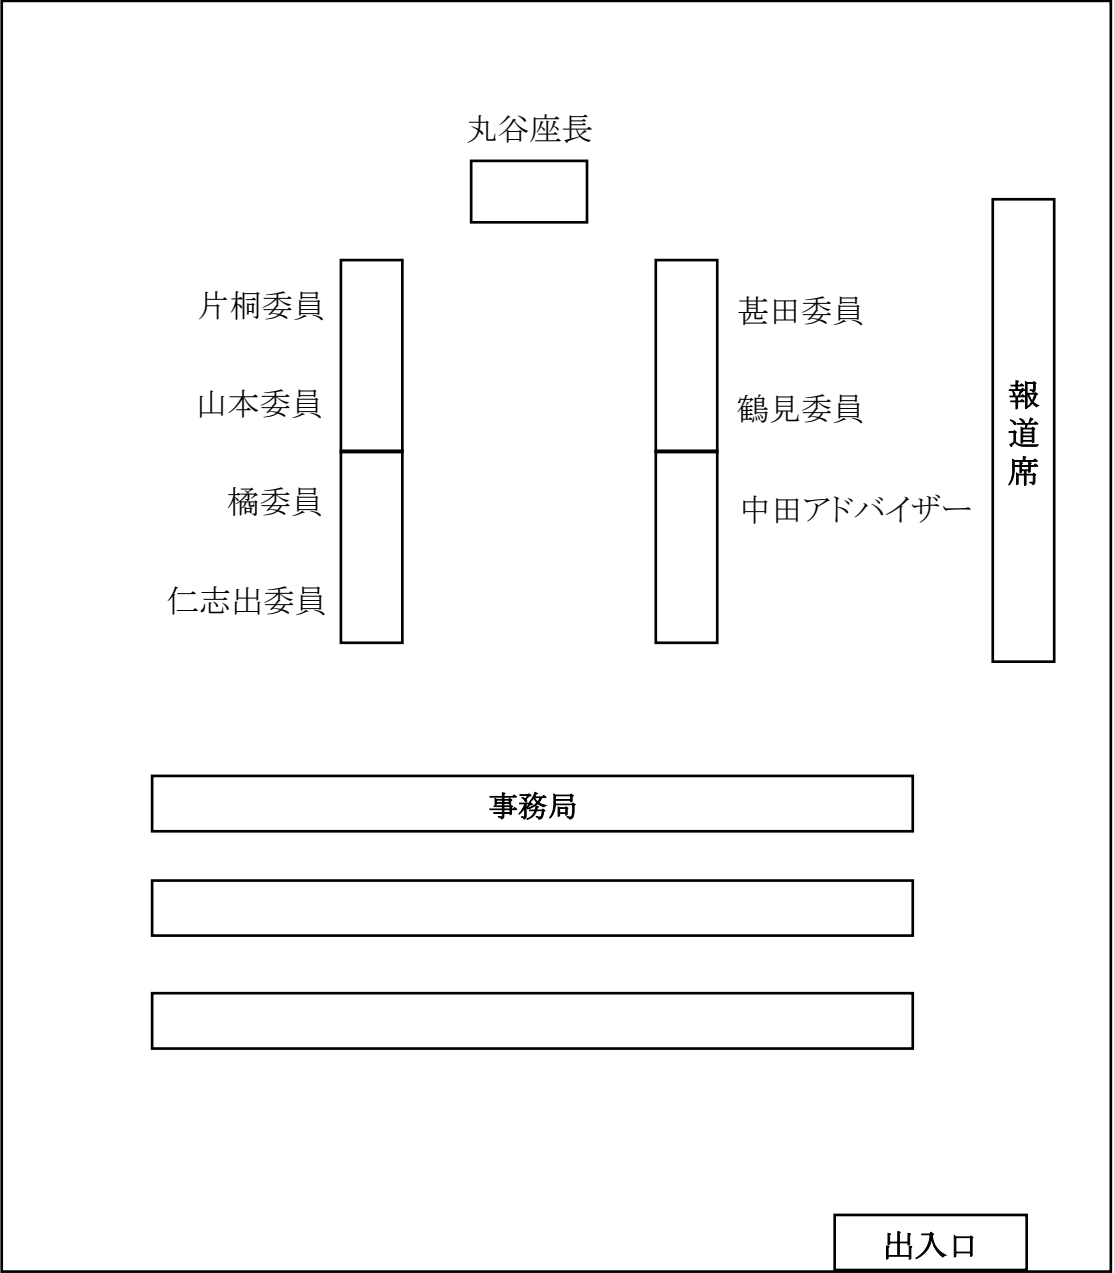 丸谷座長
片桐委員
山本委員
橘委員
仁志出委員
甚田委員
鶴見委員
中田アドバイザー
報道席
事務局
出入口